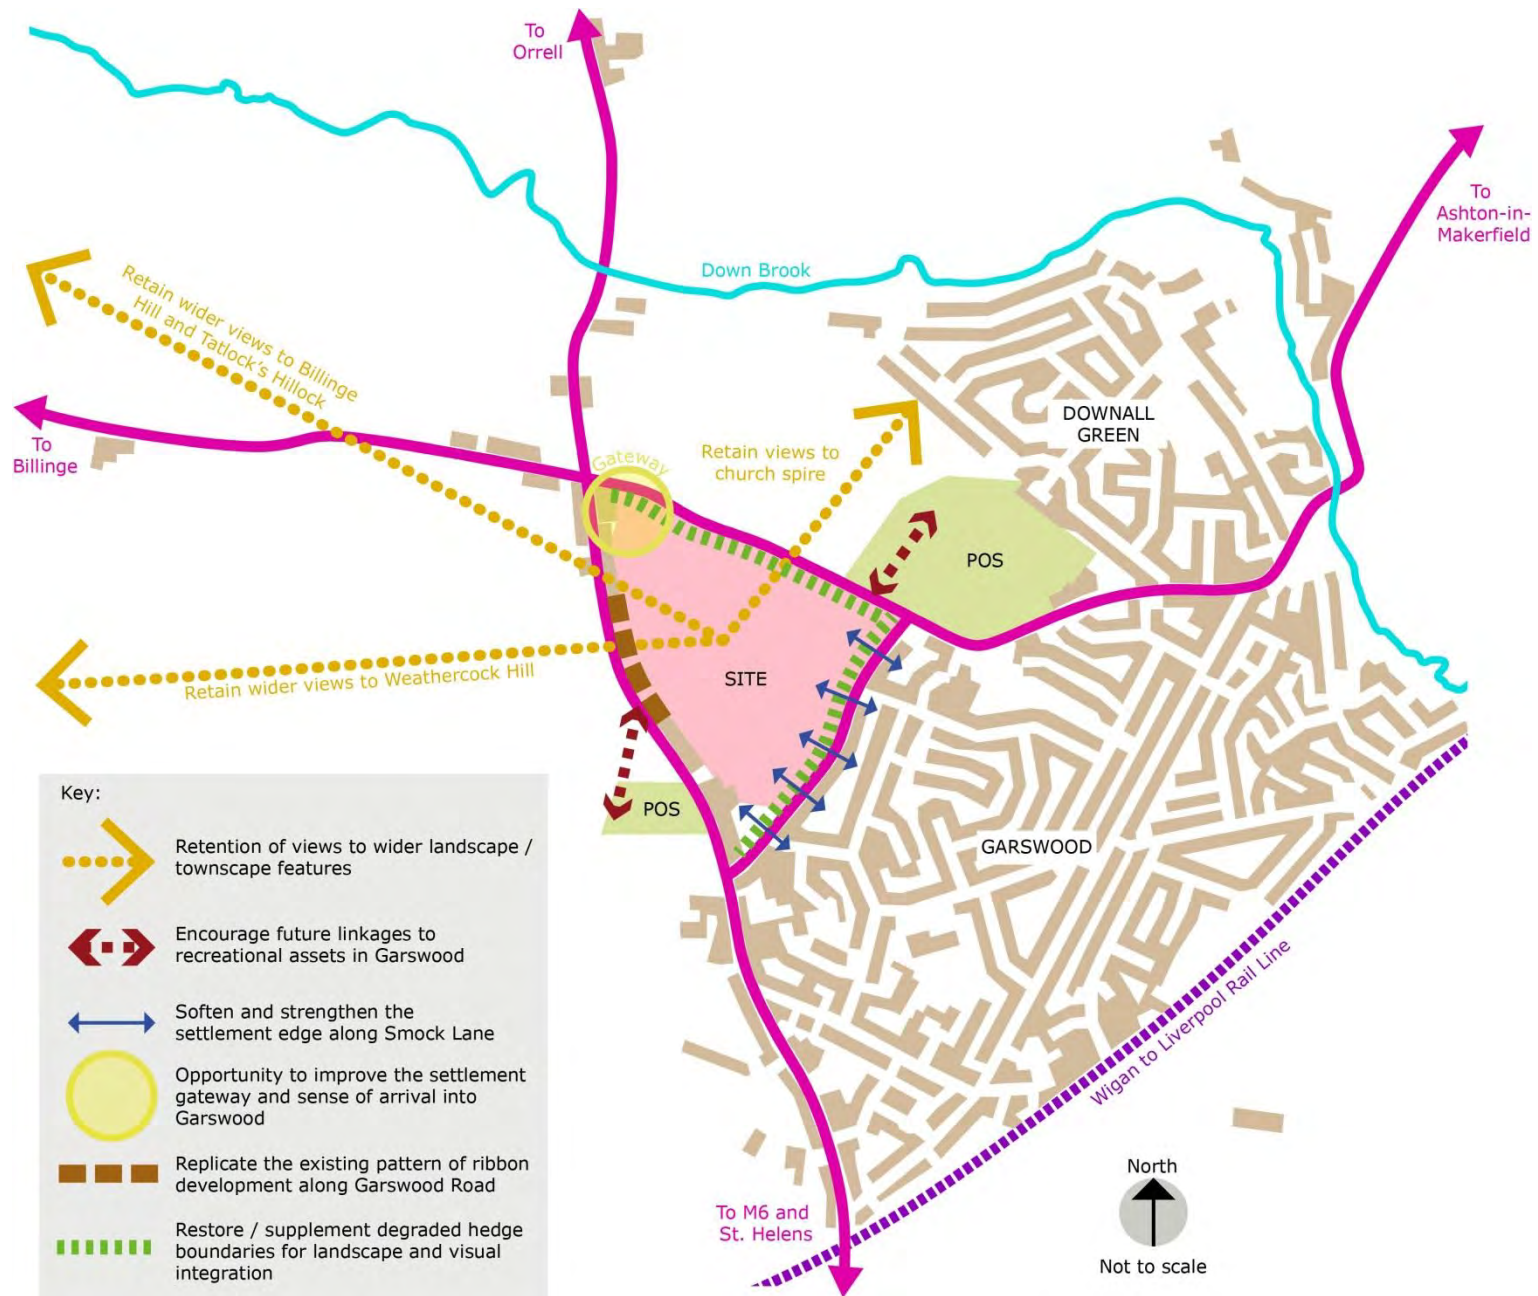 To
Orrell
To
Ashton-in-
Makerfield
Down Brook
Retain wider views to Billinge
Hill and Tatlock's Hillock
To
Billinge
Gateway
Retain views to
church spire
DOWNALL
GREEN
POS
SITE
Retain wider views to Weathercock Hill
POS
GARSWOOD
Wigan to Liverpool Rail Line
To M6 and
St. Helens
North
Not to scale
Key:
Retention of views to wider landscape /
townscape features
Encourage future linkages to
recreational assets in Garswood
Soften and strengthen the
settlement edge along Smock Lane
Opportunity to improve the settlement
gateway and sense of arrival into
Garswood
Replicate the existing pattern of ribbon
development along Garswood Road
Restore / supplement degraded hedge
boundaries for landscape and visual
integration